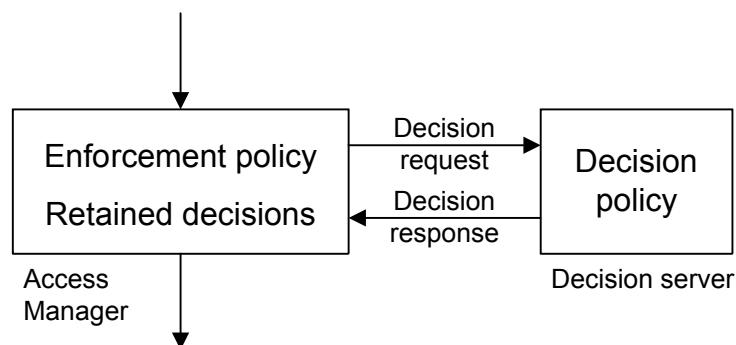 Enforcement policy
Retained decisions
Access
Manager
Decision
request
Decision
response
Decision
policy
Decision server